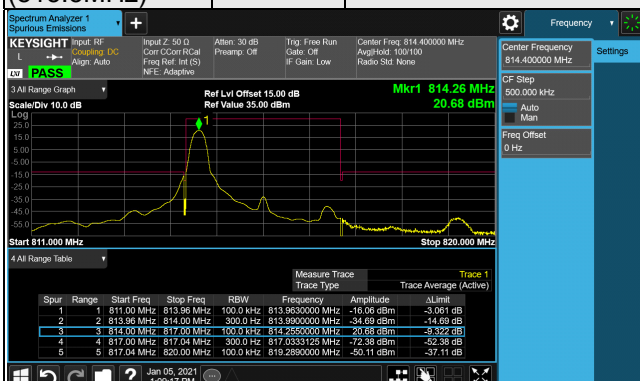 (815.5MHz)
Spectrum Analyzer 1
Spurious Emissions
Frequency
KEYSIGHT Input: RF Input Z: 50 Ω Atten: 30 dB Trig: Free Run Center Freq: 814.400000 MHz
L Coupling: DC Corr CCorr RCal Preamp: Off Gate: Off Avg|Hold: 100/100
Align: Auto Freq Ref: Int (S) IF Gain: Low Radio Std: None
LXI PASS NFE: Adaptive
Center Frequency
814.400000 MHz
Settings
CF Step
500.000 kHz
Auto
Man
Freq Offset
0 Hz
3 All Range Graph
Ref Lvl Offset 15.00 dB
Mkr1 814.26 MHz
Scale/Div 10.0 dB Ref Value 35.00 dBm 20.68 dBm
Log
25.0
15.0
5.00
-5.00
-15.0
-25.0
-35.0
-45.0
-55.0
1
Start 811.000 MHz Stop 820.000 MHz
4 All Range Table
Measure Trace Trace 1
Trace Type Trace Average (Active)
Spur Range Start Freq Stop Freq RBW Frequency Amplitude ΔLimit
1 1 811.00 MHz 813.96 MHz 100.0 kHz 813.9630000 MHz -16.06 dBm -3.061 dB
2 2 813.96 MHz 814.00 MHz 300.0 Hz 813.9900000 MHz -34.69 dBm -14.69 dB
3 3 814.00 MHz 817.00 MHz 100.0 kHz 814.2550000 MHz 20.68 dBm -9.322 dB
4 4 817.00 MHz 817.04 MHz 300.0 Hz 817.0333125 MHz -72.38 dBm -52.38 dB
5 5 817.04 MHz 820.00 MHz 100.0 kHz 819.2890000 MHz -50.11 dBm -37.11 dB
Jan 05, 2021